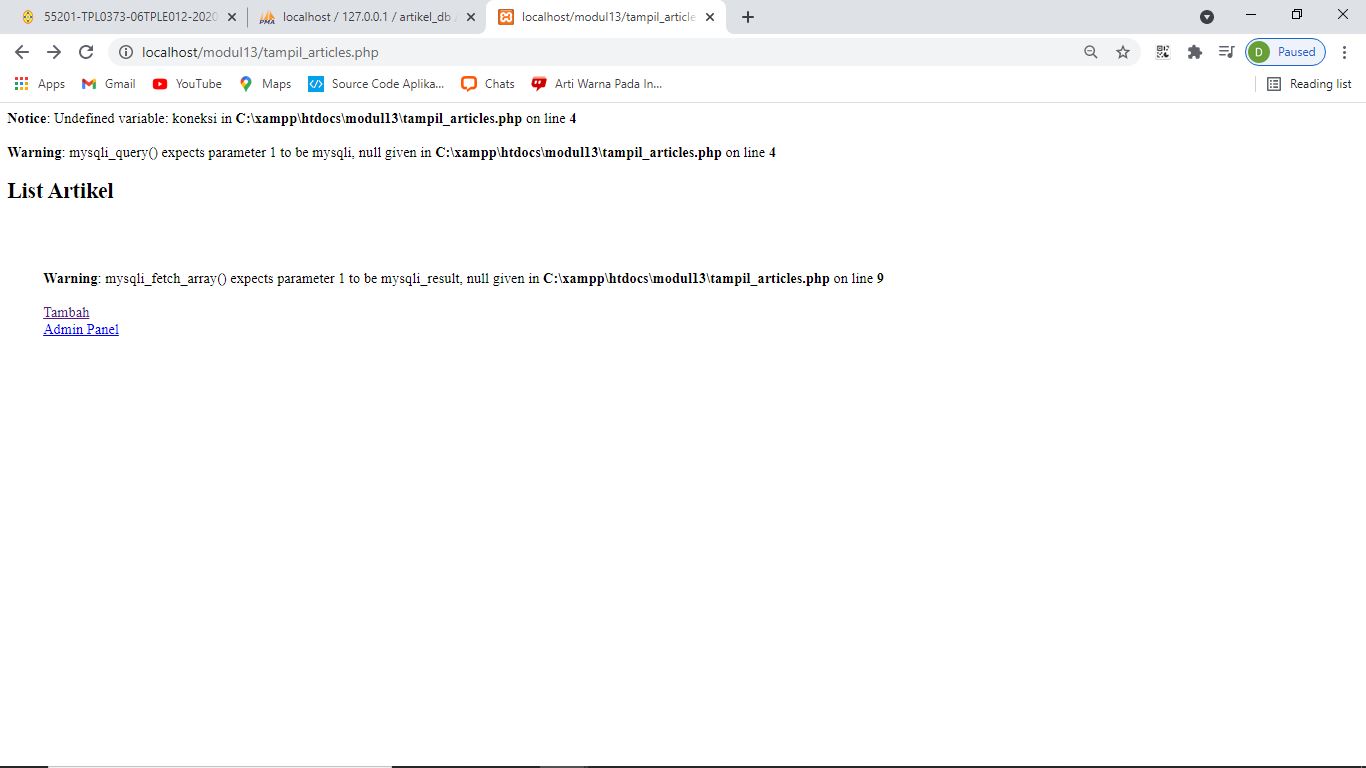 55201-TPL0373-06TPLE012-2020
localhost / 127.0.0.1 / artikel_db
localhost/modul13/tampil_article
localhost/modul13/tampil_articles.php
D Paused
Apps Gmail YouTube Maps Source Code Aplika... Chats Arti Warna Pada In... Reading list
Notice: Undefined variable: koneksi in C:\xampp\htdocs\modul13\tampil_articles.php on line 4
Warning: mysqli_query() expects parameter 1 to be mysqli, null given in C:\xampp\htdocs\modul13\tampil_articles.php on line 4
List Artikel
Warning: mysqli_fetch_array() expects parameter 1 to be mysqli_result, null given in C:\xampp\htdocs\modul13\tampil_articles.php on line 9
Tambah
Admin Panel